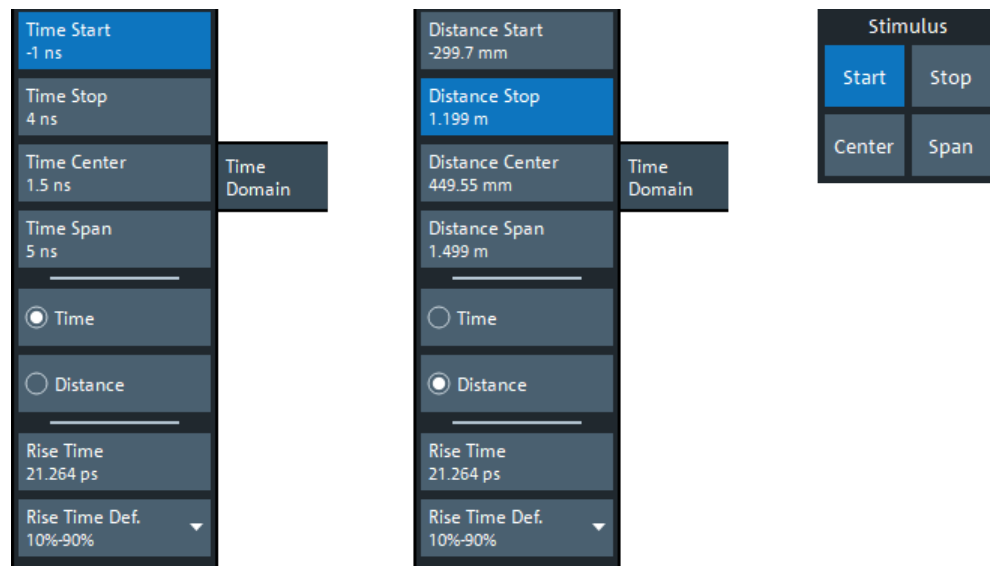 Time Start
-1 ns
Time Stop
4 ns
Time Center
1.5 ns
Time Span
5 ns
Time
Distance
Rise Time
21.264 ps
Rise Time Def.
10%-90%
Time
Domain
Distance Start
-299.7 mm
Distance Stop
1.199 m
Distance Center
449.55 mm
Distance Span
1.499 m
Time
Distance
Rise Time
21.264 ps
Rise Time Def.
10%-90%
Time
Domain
Stimulus
Start Stop
Center Span